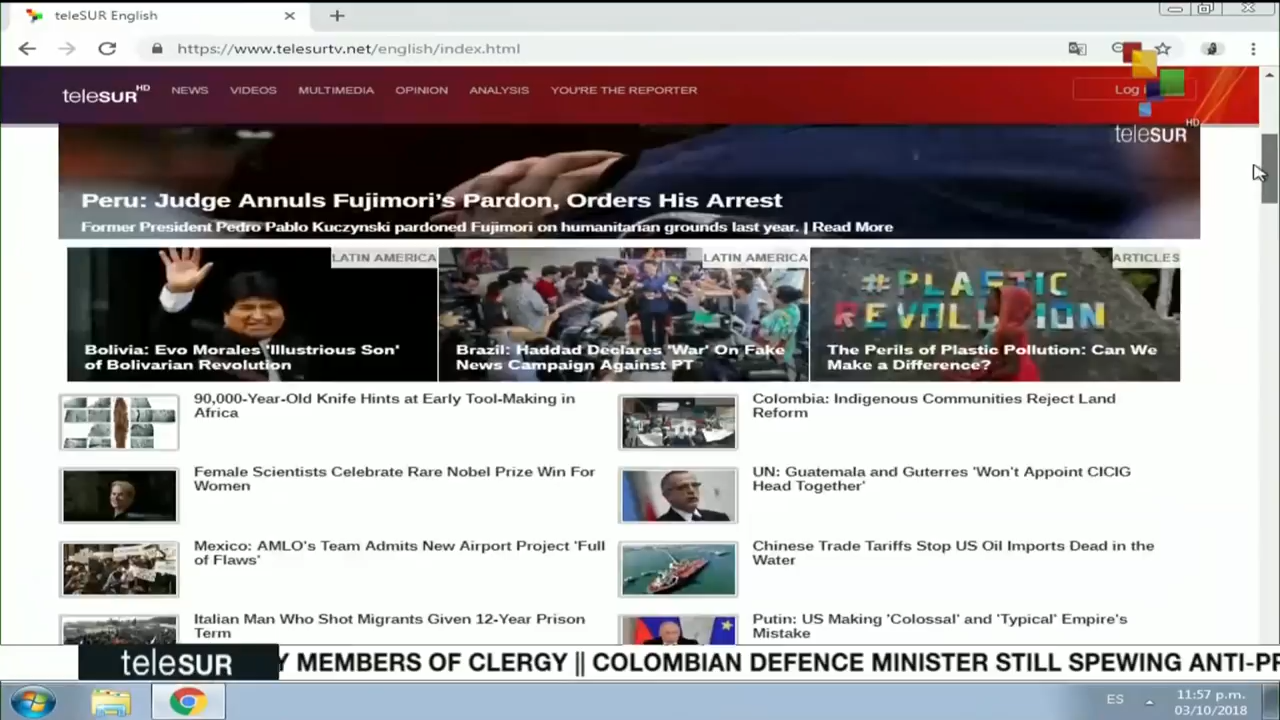 teleSUR English
https://www.telesurtv.net/english/index.html
teleSUR HD
NEWS
VIDEOS
MULTIMEDIA
OPINION
ANALYSIS
YOU'RE THE REPORTER
Log i
teleSUR HD
Peru: Judge Annuls Fujimori's Pardon, Orders His Arrest
Former President Pedro Pablo Kuczynski pardoned Fujimori on humanitarian grounds last year. | Read More
LATIN AMERICA
Bolivia: Evo Morales 'Illustrious Son'
of Bolivarian Revolution
LATIN AMERICA
Brazil: Haddad Declares 'War' On Fake
News Campaign Against PT
ARTICLES
#PLASTIC
REVOLUTION
The Perils of Plastic Pollution: Can We
Make a Difference?
90,000-Year-Old Knife Hints at Early Tool-Making in
Africa
Colombia: Indigenous Communities Reject Land
Reform
Female Scientists Celebrate Rare Nobel Prize Win For
Women
UN: Guatemala and Guterres 'Won't Appoint CICIG
Head Together'
Mexico: AMLO's Team Admits New Airport Project 'Full
of Flaws'
Chinese Trade Tariffs Stop US Oil Imports Dead in the
Water
Italian Man Who Shot Migrants Given 12-Year Prison
Term
Putin: US Making 'Colossal' and 'Typical' Empire's
Mistake
teleSUR
Y MEMBERS OF CLERGY || COLOMBIAN DEFENCE MINISTER STILL SPEWING ANTI-PR
ES
11:57 p.m.
03/10/2018